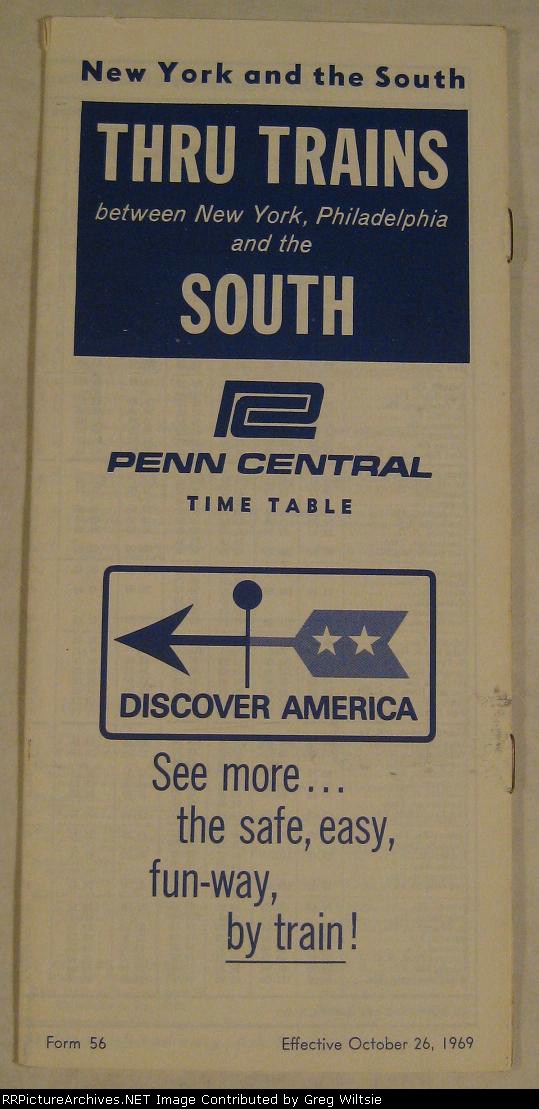 New York and the South
THRU TRAINS
between New York, Philadelphia
and the
SOUTH
PENN CENTRAL
TIME TABLE
DISCOVER AMERICA
See more...
the safe, easy,
fun-way,
by train!
Form 56
Effective October 26, 1969
RRPictureArchives.NET Image Contributed by Greg Wiltsie